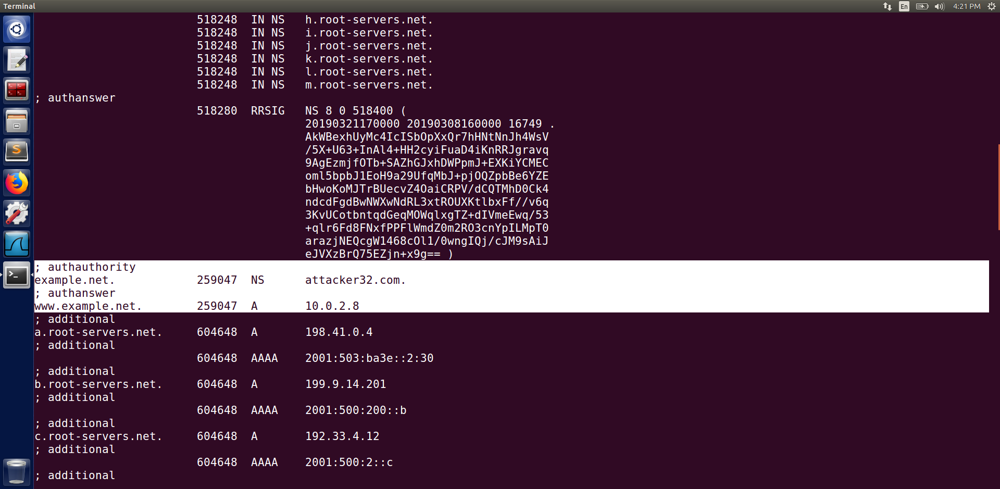 Terminal
En
4:21 PM
518248 IN NS h.root-servers.net.
518248 IN NS i.root-servers.net.
518248 IN NS j.root-servers.net.
518248 IN NS k.root-servers.net.
518248 IN NS l.root-servers.net.
518248 IN NS m.root-servers.net.
; authanswer
518280 RRSIG NS 8 0 518400 (
20190321170000 20190308160000 16749 .
AkWBexhUyMc4IcISbOpXxQr7hHNtNnJh4WsV
/5X+U63+InAl4+HH2cyiFuaD4iKnRRJgravq
9AgEzmjfOTb+SAZhGJxhDWPpmJ+EXKiYCMEC
oml5bpbJ1EoH9a29UfqMbJ+pjOQZpbBe6YZE
bHwoKoMJTrBUecvZ4OaiCRPV/dCQTMhD0Ck4
ndcdFgdBwNWXwNdRL3xtROUXKtlbxFf//v6q
3KvUCotbntqdGeqMOWqlxgTZ+dIVmeEwq/53
+qlr6Fd8FNxfPPFlWmdZ0m2RO3cnYpILMpT0
arazjNEQcgW1468cOl1/0wngIQj/cJM9sAiJ
eJVXzBrQ75EZjn+x9g== )
; authauthority
example.net. 259047 NS attacker32.com.
; authanswer
www.example.net. 259047 A 10.0.2.8
; additional
a.root-servers.net. 604648 A 198.41.0.4
; additional
604648 AAAA 2001:503:ba3e::2:30
; additional
b.root-servers.net. 604648 A 199.9.14.201
; additional
604648 AAAA 2001:500:200::b
; additional
c.root-servers.net. 604648 A 192.33.4.12
; additional
604648 AAAA 2001:500:2::c
; additional